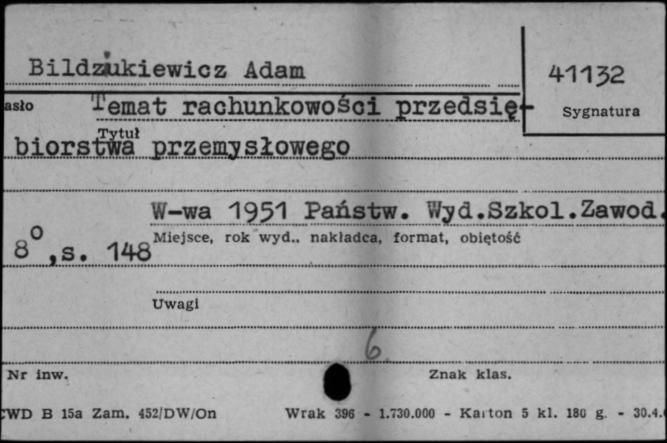 Bildziukiewicz Adam
41132
asło Temat rachunkowości przedsię-
Sygnatura
Tytuł
biorstwa przemysłowego
W-wa 1951 Państw. Wyd.Szkol.Zawod.
8o,s. 148
Miejsce, rok wyd., nakładca, format, objętość
Uwagi
6
Nr inw.
Znak klas.
CWD B 15a Zam. 452/DW/On Wrak 396 - 1.730.000 - Karton 5 kl. 180 g. - 30.4.